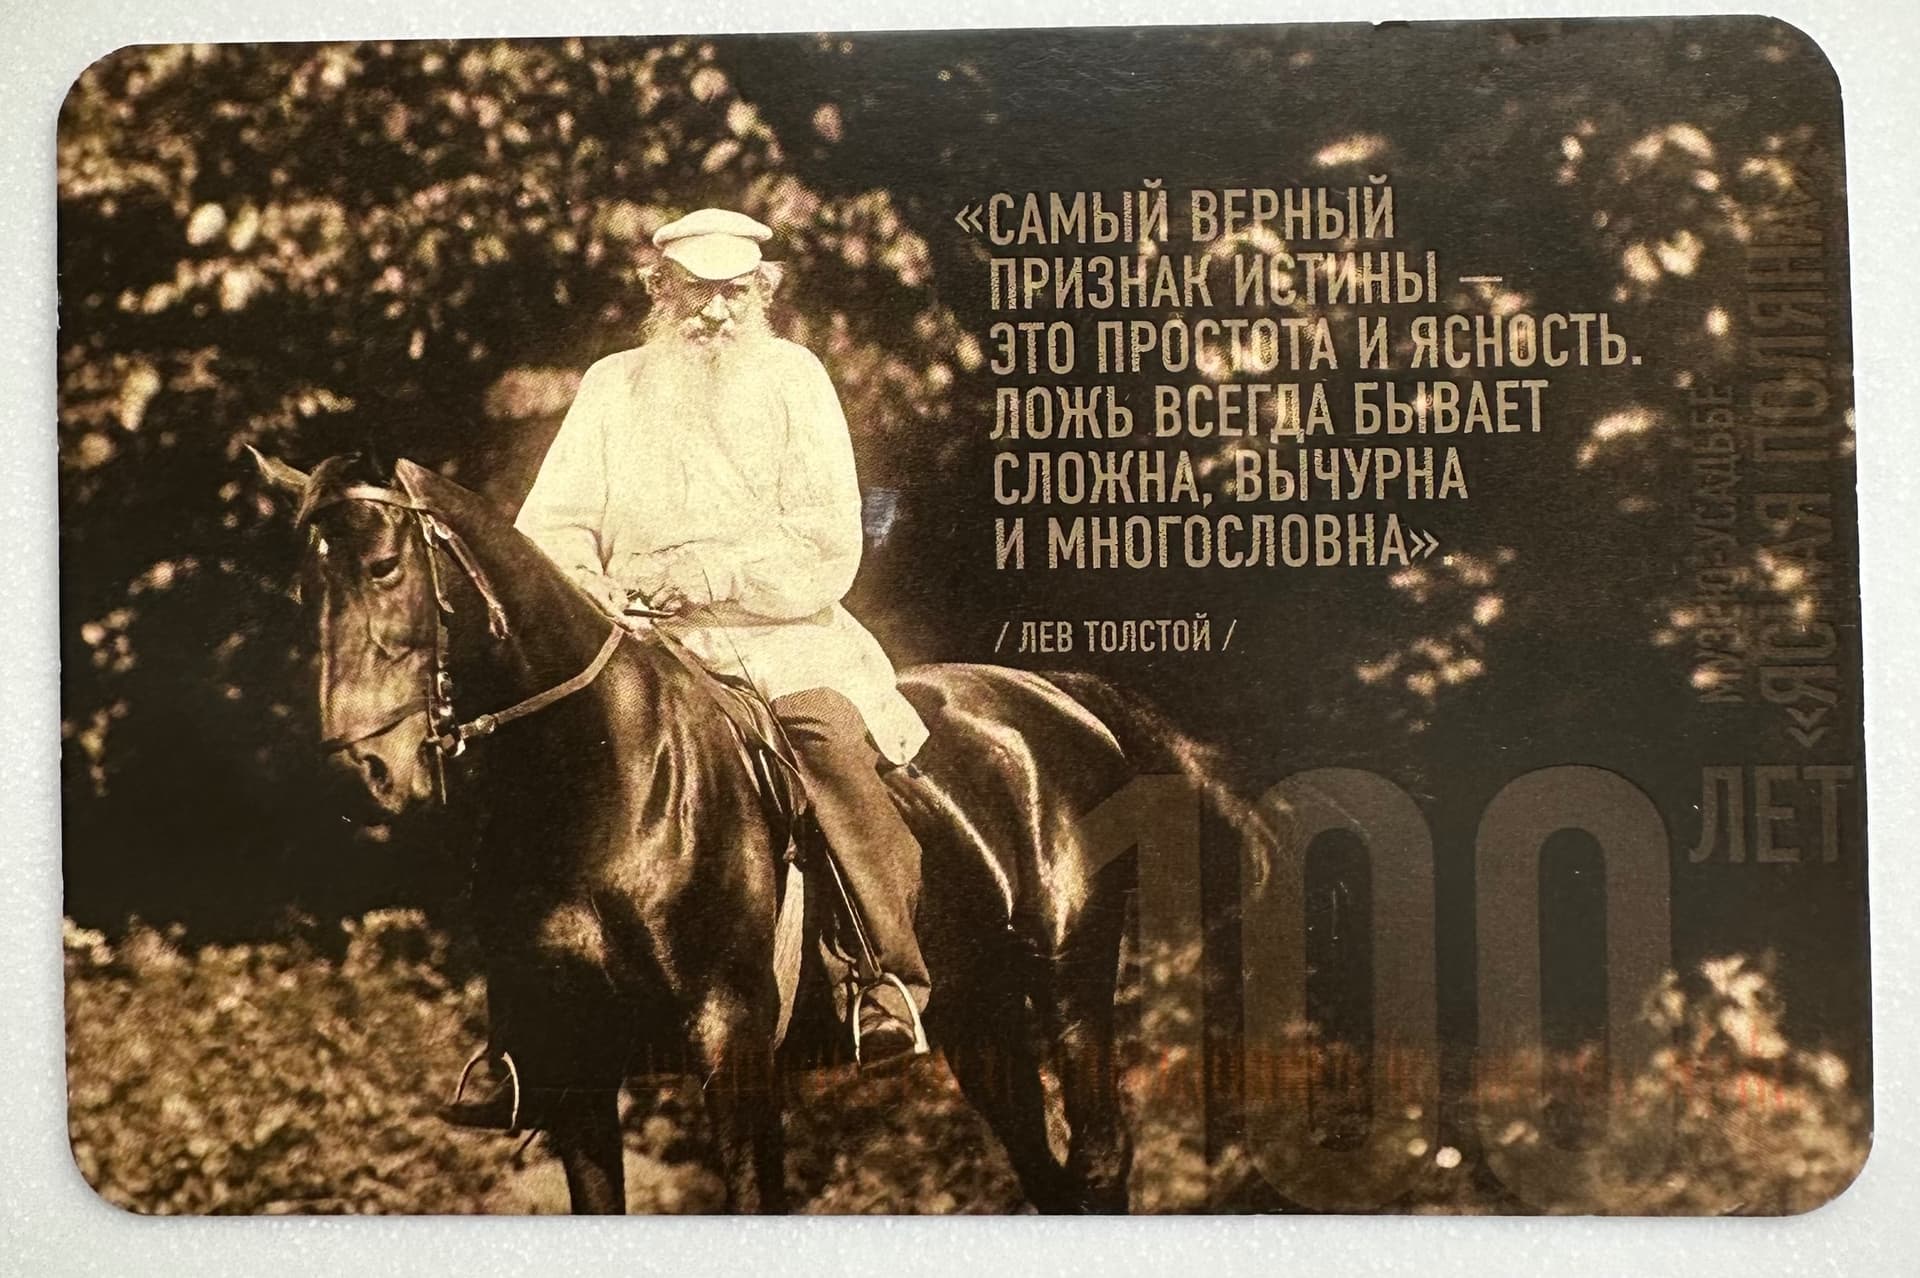 «САМЫЙ ВЕРНЫЙ
ПРИЗНАК ИСТИНЫ —
ЭТО ПРОСТОТА И ЯСНОСТЬ.
ЛОЖЬ ВСЕГДА БЫВАЕТ
СЛОЖНА, ВЫЧУРНА
И МНОГОСЛОВНА».
/ ЛЕВ ТОЛСТОЙ /
100 ЛЕТ
МУЗЕЮ-УСАДЬБЕ
«ЯСНАЯ ПОЛЯНА»